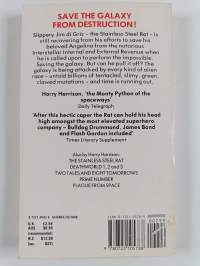 SAVE THE GALAXY
FROM DESTRUCTION!
Slippery Jim di Griz – the Stainless Steel Rat – is
still recovering from his efforts to save his
beloved Angelina from the notorious
Interstellar Internal and External Revenue when
he is called upon to perform the impossible.
Saving the galaxy. But can he pull it off? The
galaxy is being attacked by every kind of alien
race – untold billions of tentacled, slimy, green,
clawed mutations – and time is running out.
Harry Harrison, 'the Monty Python of the
spaceways'
Daily Telegraph
'After this hectic caper the Rat can hold his head
high amongst the most elevated superhero
company – Bulldog Drummond, James Bond
and Flash Gordon included'
Times Literary Supplement
Also by Harry Harrison:
THE STAINLESS STEEL RAT
DEATHWORLD 1, 2 and 3
TWO TALES AND EIGHT TOMORROWS
PRIME NUMBER
PLAGUE FROM SPACE
SCIENCE FICTION